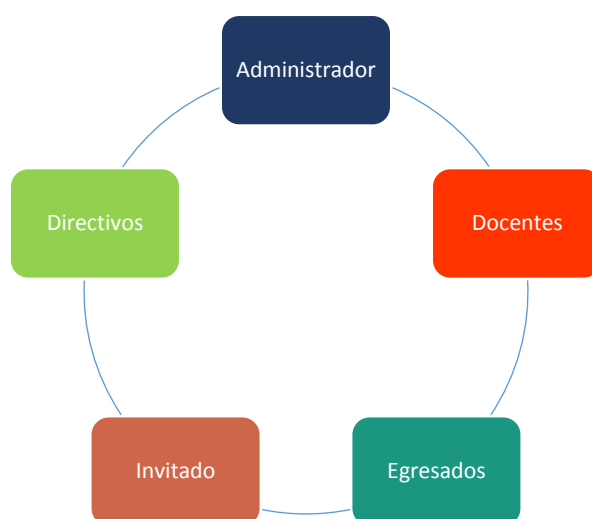 Administrador
Directivos
Docentes
Invitado
Egresados